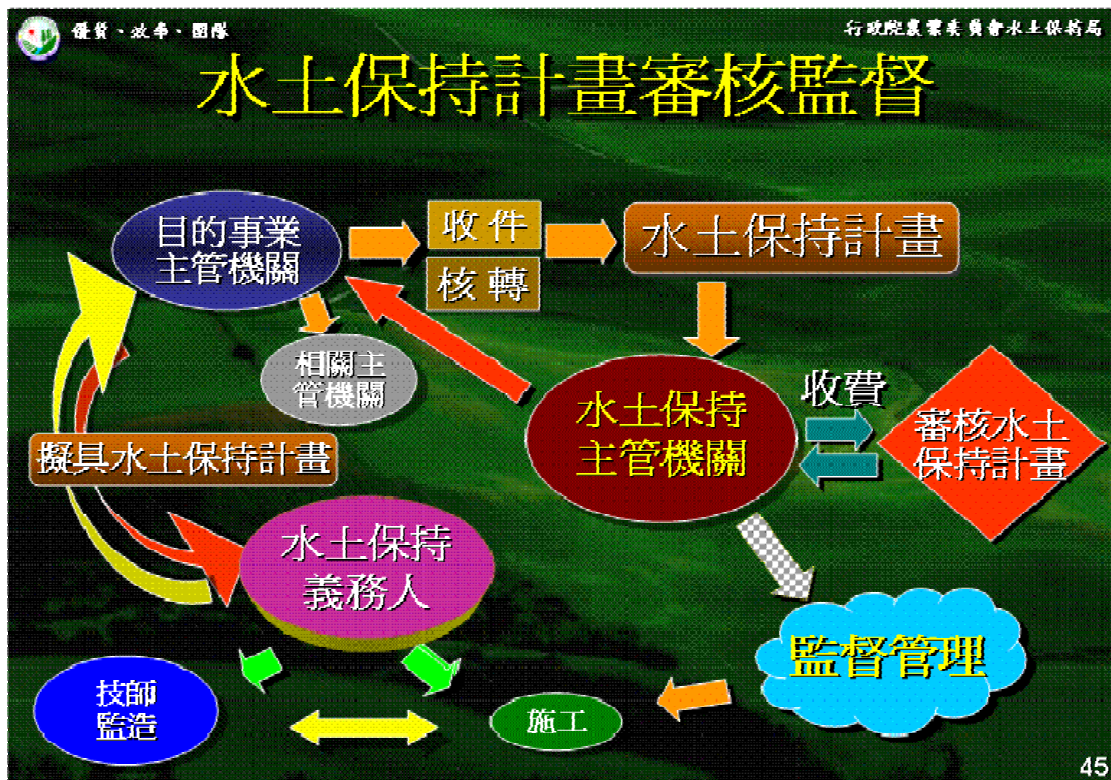 優質、效率、團隊
行政院農業委員會水土保持局
水土保持計畫審核監督
目的事業
主管機關
收件
核轉
水土保持計畫
相關主
管機關
水土保持
主管機關
收費
審核水土
保持計畫
擬具水土保持計畫
水土保持
義務人
監督管理
技師
監造
施工
45